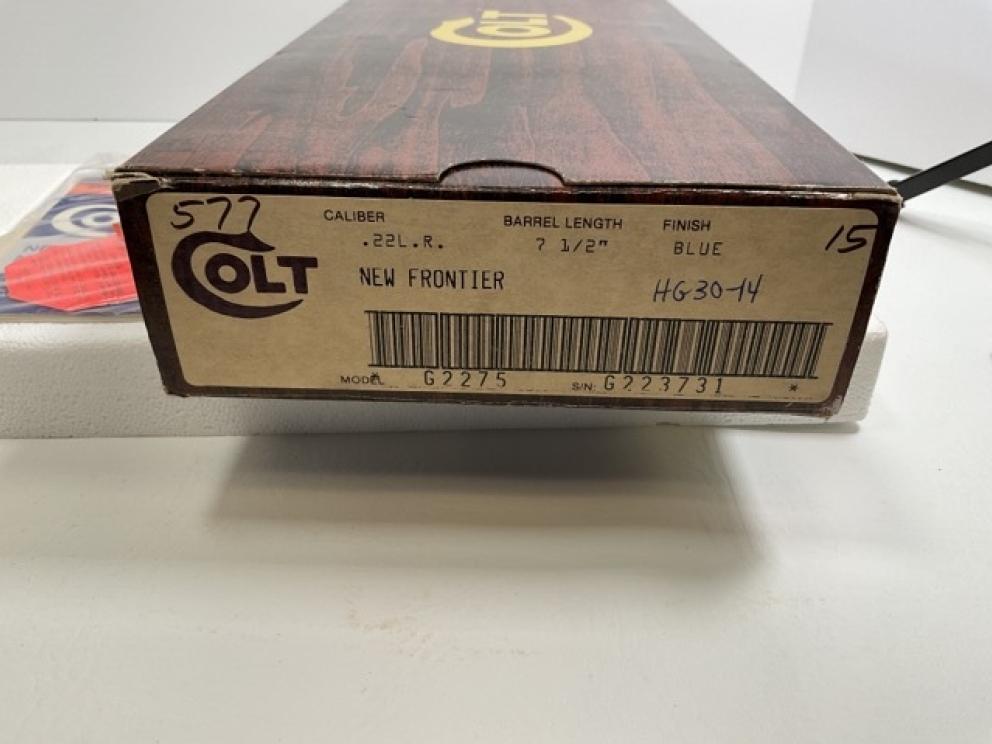 COLT
577
CALIBER BARREL LENGTH FINISH
.22L.R. 7 1/2" BLUE 15
COLT NEW FRONTIER HG30-14
MODEL G2275 S/N: G223731
* *